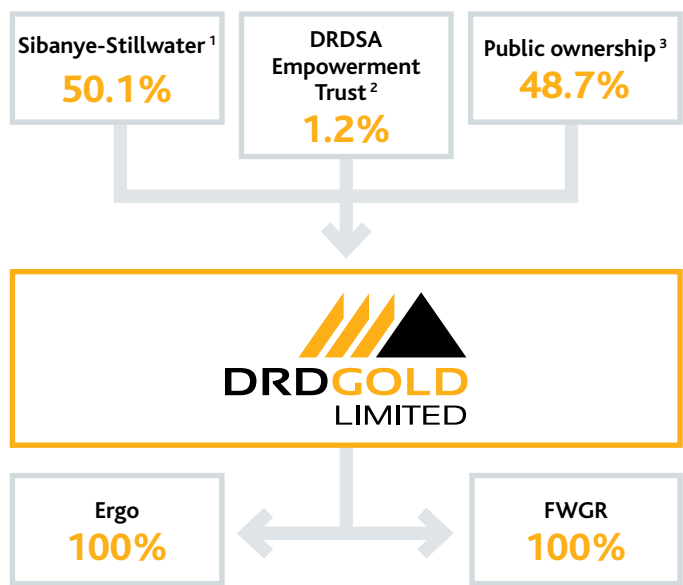 Sibanye-Stillwater ¹
50.1%
DRDSA
Empowerment
Trust ²
1.2%
Public ownership ³
48.7%
DRDGOLD
LIMITED
Ergo
100%
FWGR
100%